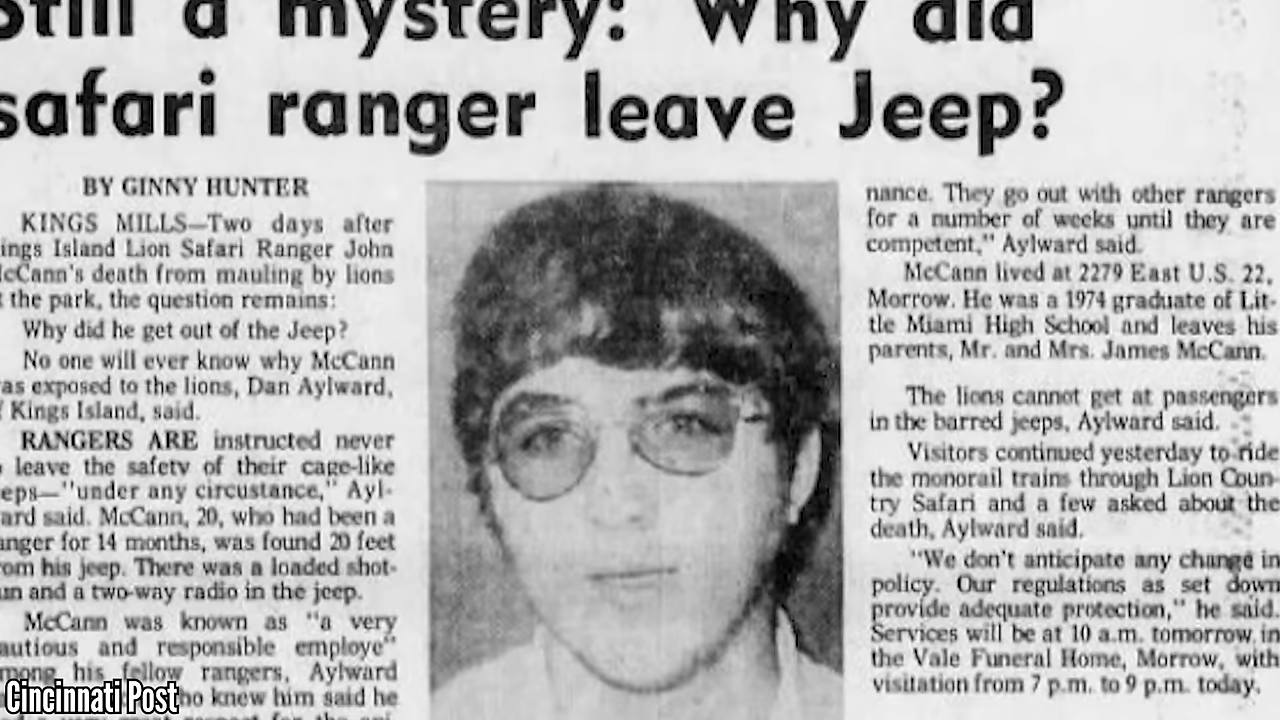 Still a mystery: Why did
safari ranger leave Jeep?
BY GINNY HUNTER
KINGS MILLS—Two days after
ings Island Lion Safari Ranger John
cCann's death from mauling by lions
t the park, the question remains:
Why did he get out of the Jeep?
No one will ever know why McCann
as exposed to the lions, Dan Aylward,
f Kings Island, said.
RANGERS ARE instructed never
o leave the safety of their cage-like
eps—"under any circustance," Ayl-
ard said. McCann, 20, who had been a
anger for 14 months, was found 20 feet
om his jeep. There was a loaded shot-
un and a two-way radio in the jeep.
McCann was known as "a very
autious and responsible employe"
mong his fellow rangers, Aylward
ho knew him said he
nance. They go out with other rangers
for a number of weeks until they are
competent," Aylward said.
McCann lived at 2279 East U.S. 22,
Morrow. He was a 1974 graduate of Lit-
tle Miami High School and leaves his
parents, Mr. and Mrs. James McCann.
The lions cannot get at passengers
in the barred jeeps, Aylward said.
Visitors continued yesterday to ride
the monorail trains through Lion Coun-
try Safari and a few asked about the
death, Aylward said.
"We don't anticipate any change in
policy. Our regulations as set down
provide adequate protection," he said.
Services will be at 10 a.m. tomorrow in
the Vale Funeral Home, Morrow, with
visitation from 7 p.m. to 9 p.m. today.
Cincinnati Post